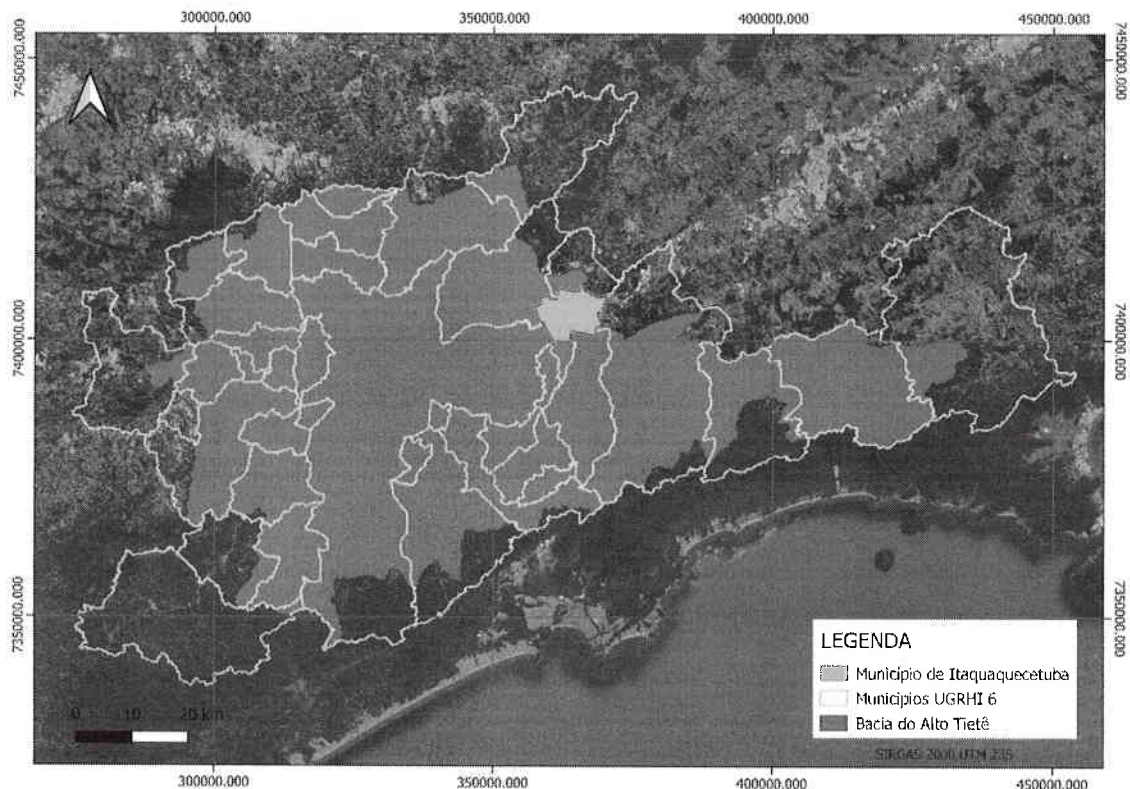 300000.000 350000.000 400000.000 450000.000
7450000.000 7450000.000
7400000.000 7400000.000
7350000.000 7350000.000
LEGENDA
Município de Itaquaquecetuba
Municípios UGRHI 6
Bacia do Alto Tietê
0 10 20 km
SIRGAS 2000 UTM 23S
300000.000 350000.000 400000.000 450000.000